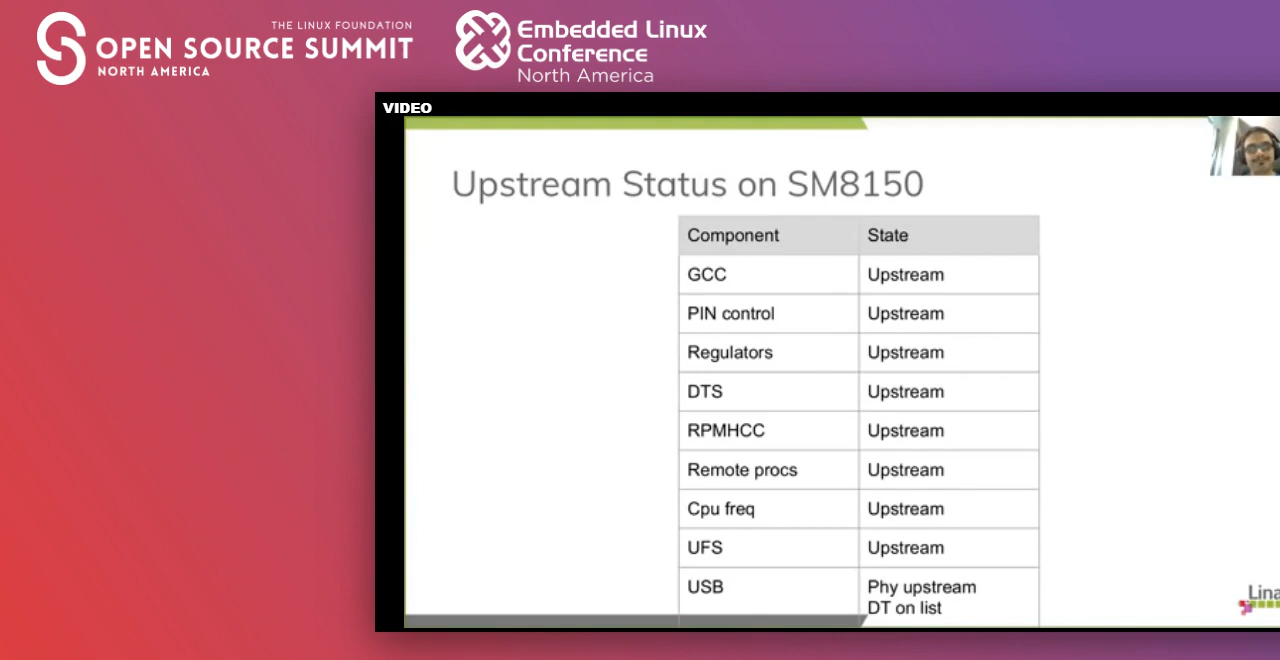 THE LINUX FOUNDATION
OPEN SOURCE SUMMIT
NORTH AMERICA
Embedded Linux
Conference
North America
VIDEO
Upstream Status on SM8150
Component State
GCC Upstream
PIN control Upstream
Regulators Upstream
DTS Upstream
RPMHCC Upstream
Remote procs Upstream
Cpu freq Upstream
UFS Upstream
USB Phy upstream
DT on list
Lina